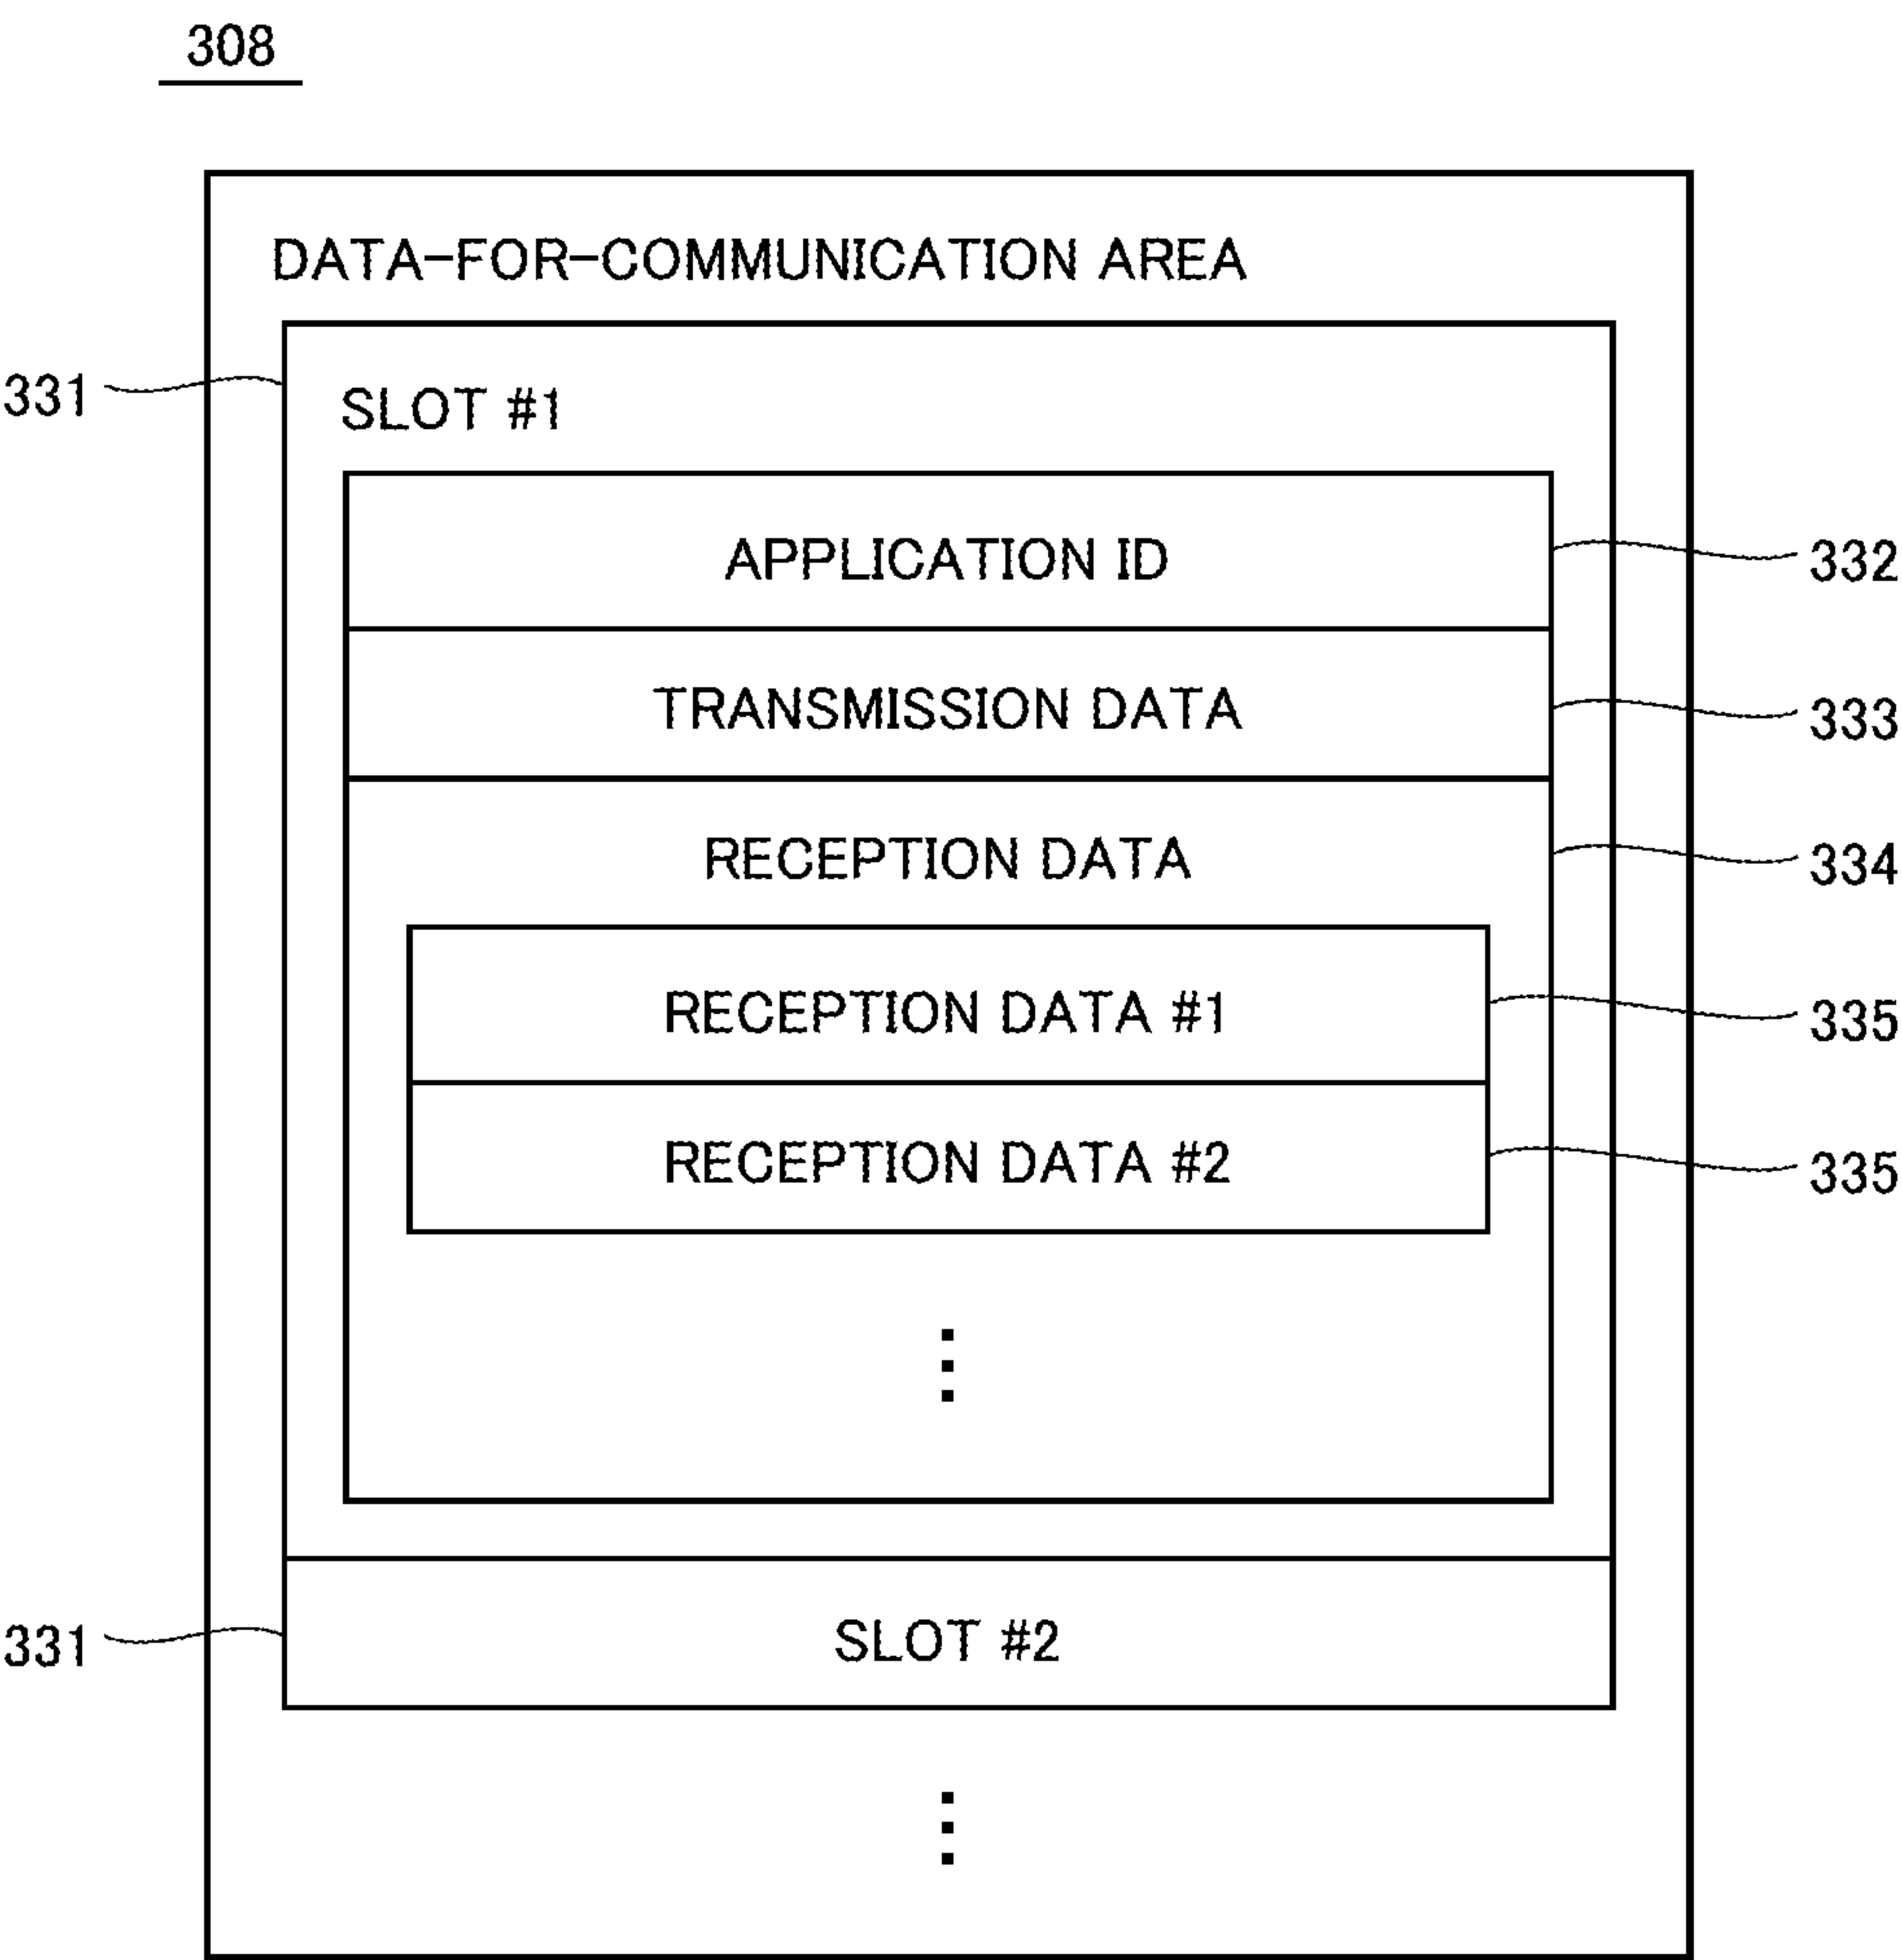 308
DATA-FOR-COMMUNICATION AREA
331
SLOT #1
APPLICATION ID
332
TRANSMISSION DATA
333
RECEPTION DATA
334
RECEPTION DATA #1
335
RECEPTION DATA #2
335
331
SLOT #2